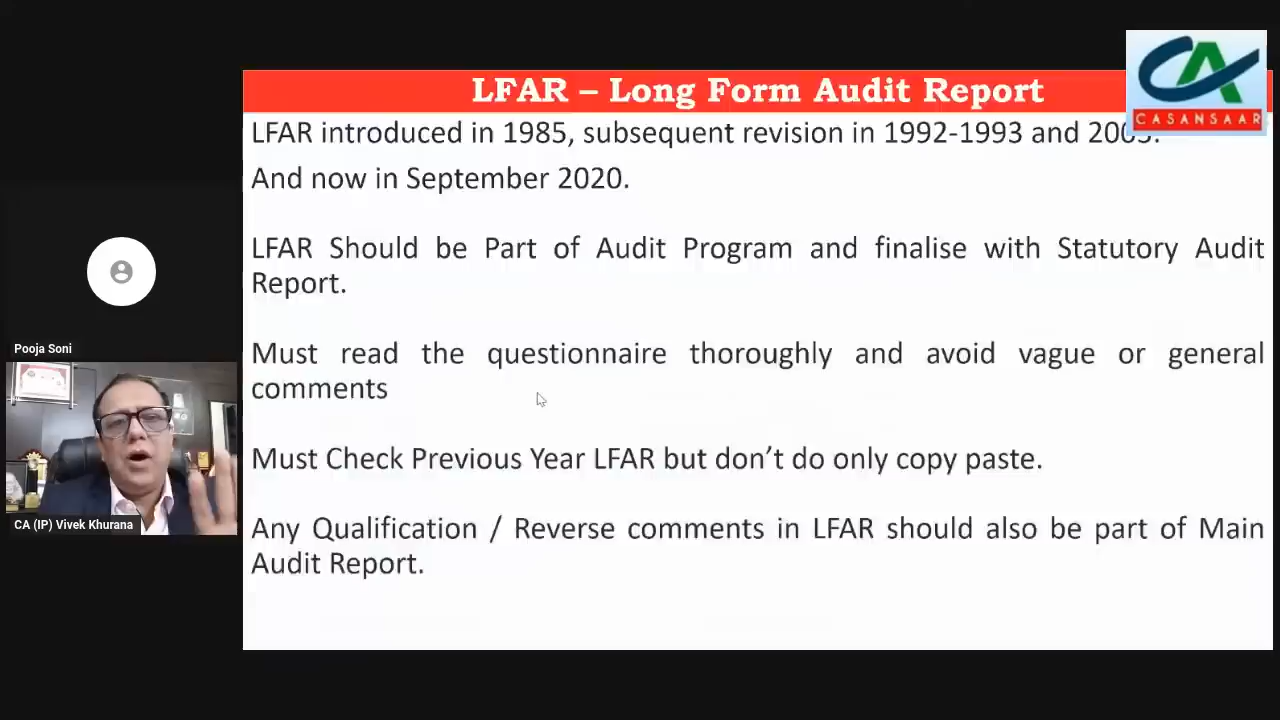 LFAR – Long Form Audit Report
CA
CASANSAAR
LFAR introduced in 1985, subsequent revision in 1992-1993 and
And now in September 2020.
LFAR Should be Part of Audit Program and finalise with Statutory Audit
Report.
Must read the questionnaire thoroughly and avoid vague or general
comments
Must Check Previous Year LFAR but don't do only copy paste.
Any Qualification / Reverse comments in LFAR should also be part of Main
Audit Report.
Pooja Soni
CA (IP) Vivek Khurana